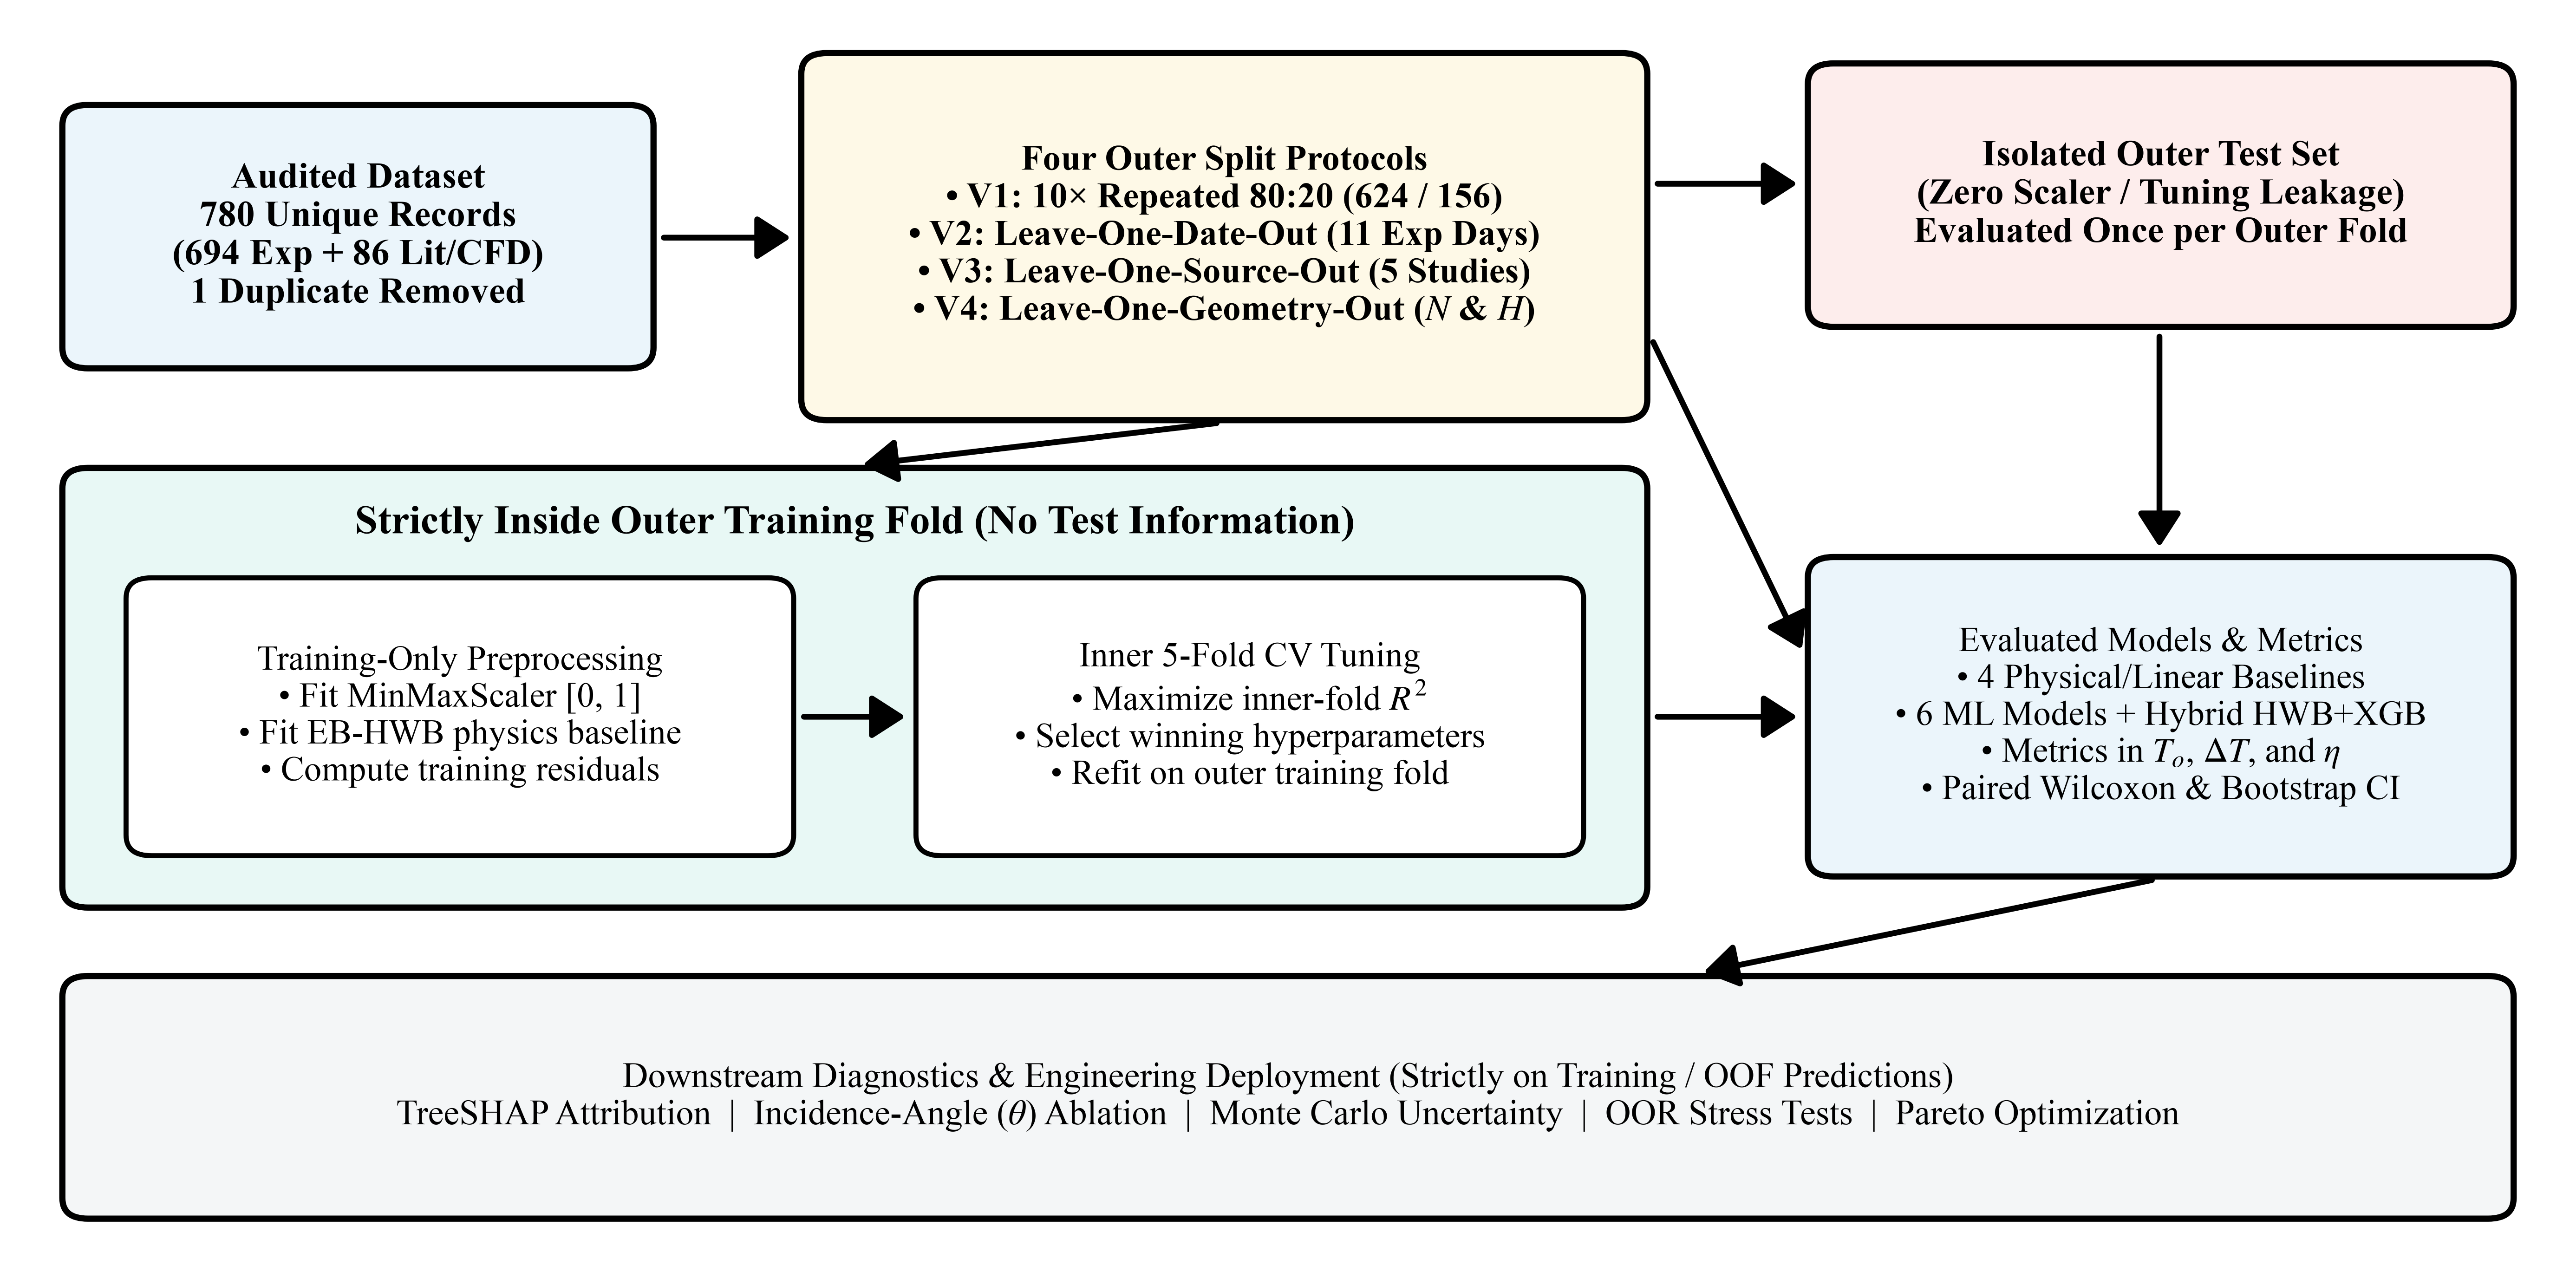 Audited Dataset
780 Unique Records
(694 Exp + 86 Lit/CFD)
1 Duplicate Removed
Four Outer Split Protocols
• V1: 10× Repeated 80:20 (624 / 156)
• V2: Leave-One-Date-Out (11 Exp Days)
• V3: Leave-One-Source-Out (5 Studies)
• V4: Leave-One-Geometry-Out (N & H)
Isolated Outer Test Set
(Zero Scaler / Tuning Leakage)
Evaluated Once per Outer Fold
Strictly Inside Outer Training Fold (No Test Information)
Training-Only Preprocessing
• Fit MinMaxScaler [0, 1]
• Fit EB-HWB physics baseline
• Compute training residuals
Inner 5-Fold CV Tuning
• Maximize inner-fold R²
• Select winning hyperparameters
• Refit on outer training fold
Evaluated Models & Metrics
• 4 Physical/Linear Baselines
• 6 ML Models + Hybrid HWB+XGB
• Metrics in Tₒ, ΔT, and η
• Paired Wilcoxon & Bootstrap CI
Downstream Diagnostics & Engineering Deployment (Strictly on Training / OOF Predictions)
TreeSHAP Attribution | Incidence-Angle (θ) Ablation | Monte Carlo Uncertainty | OOR Stress Tests | Pareto Optimization